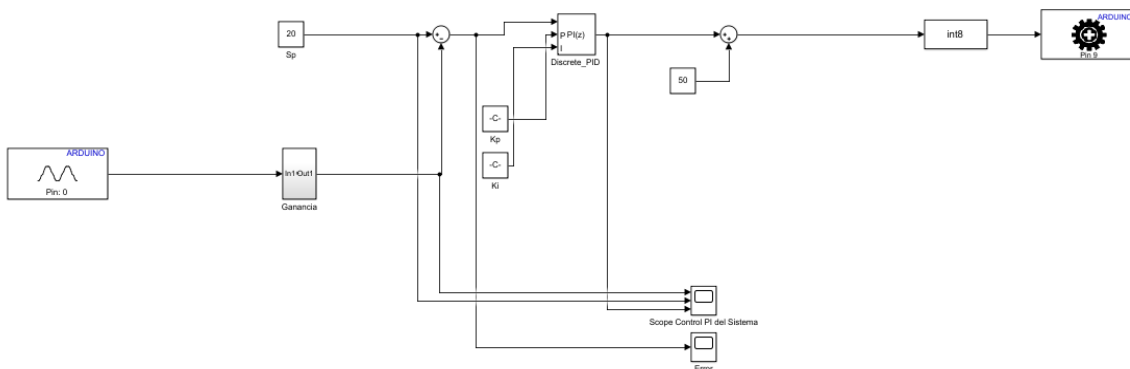 20
Sp
+
-
P PI(z)
I
Discrete_PID
+
+
50
int8
ARDUINO
Pin 9
-C-
Kp
-C-
Ki
ARDUINO
Pin: 0
In1 Out1
Ganancia
Scope Control PI del Sistema
Error